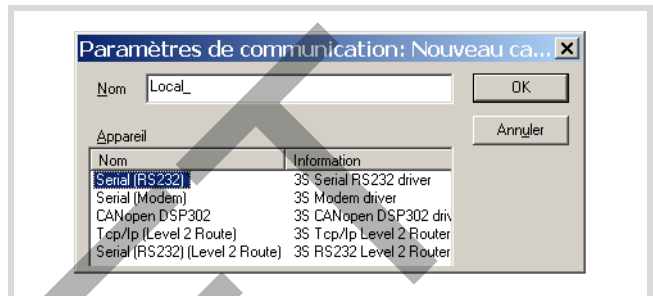 Paramètres de communication: Nouveau ca...
Nom Local_ OK
Appareil Annuler
Nom Information
Serial (RS232) 3S Serial RS232 driver
Serial (Modem) 3S Modem driver
CANopen DSP302 3S CANopen DSP302 driv
Tcp/Ip (Level 2 Route) 3S Tcp/Ip Level 2 Router
Serial (RS232) (Level 2 Route) 3S RS232 Level 2 Router